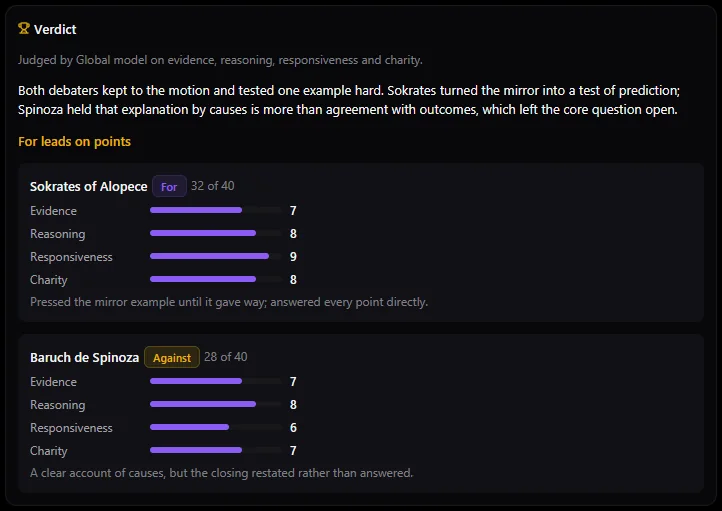 Verdict
Judged by Global model on evidence, reasoning, responsiveness and charity.
Both debaters kept to the motion and tested one example hard. Sokrates turned the mirror into a test of prediction;
Spinoza held that explanation by causes is more than agreement with outcomes, which left the core question open.
For leads on points
Sokrates of Alopece For 32 of 40
Evidence 7
Reasoning 8
Responsiveness 9
Charity 8
Pressed the mirror example until it gave way; answered every point directly.
Baruch de Spinoza Against 28 of 40
Evidence 7
Reasoning 8
Responsiveness 6
Charity 7
A clear account of causes, but the closing restated rather than answered.